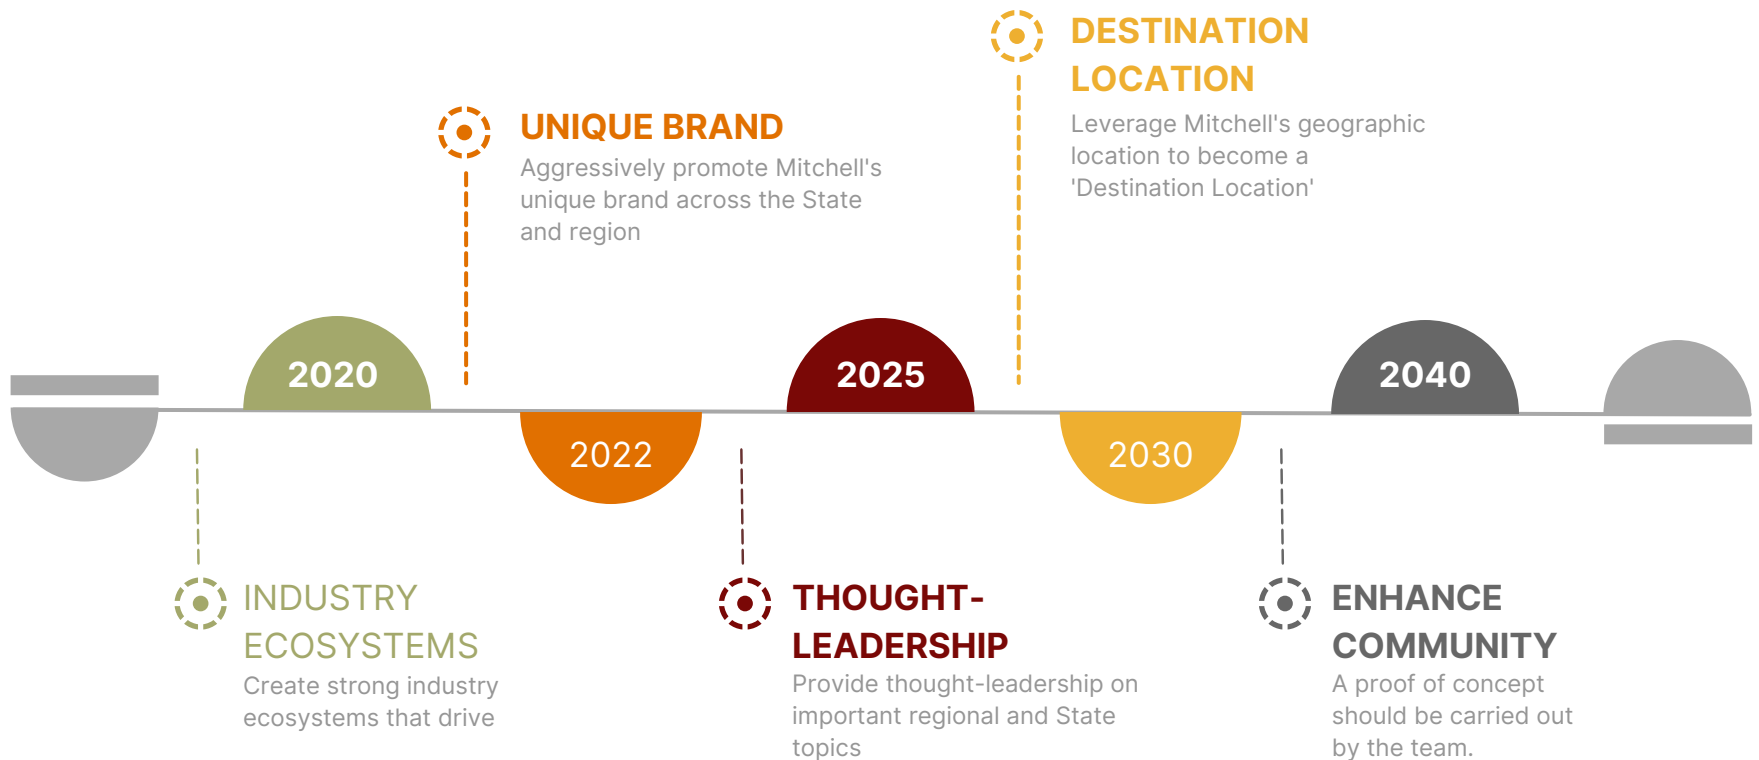 DESTINATION
LOCATION
Leverage Mitchell's geographic
location to become a
'Destination Location'
UNIQUE BRAND
Aggressively promote Mitchell's
unique brand across the State
and region
2020
2022
2025
2030
2040
INDUSTRY
ECOSYSTEMS
Create strong industry
ecosystems that drive
THOUGHT-
LEADERSHIP
Provide thought-leadership on
important regional and State
topics
ENHANCE
COMMUNITY
A proof of concept
should be carried out
by the team.